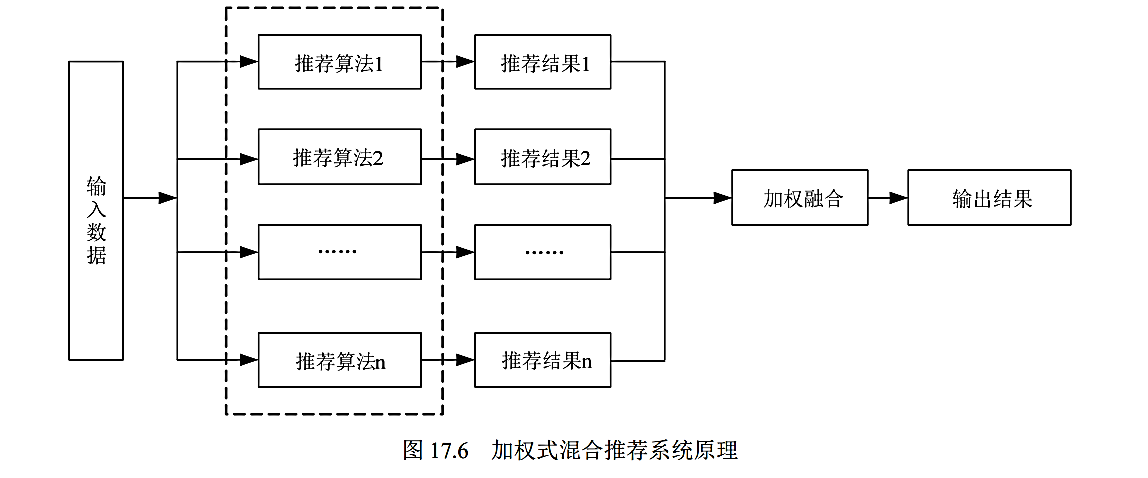 输入数据
推荐算法1
推荐结果1
推荐算法2
推荐结果2
加权融合
输出结果
……
……
推荐算法n
推荐结果n
图 17.6 加权式混合推荐系统原理